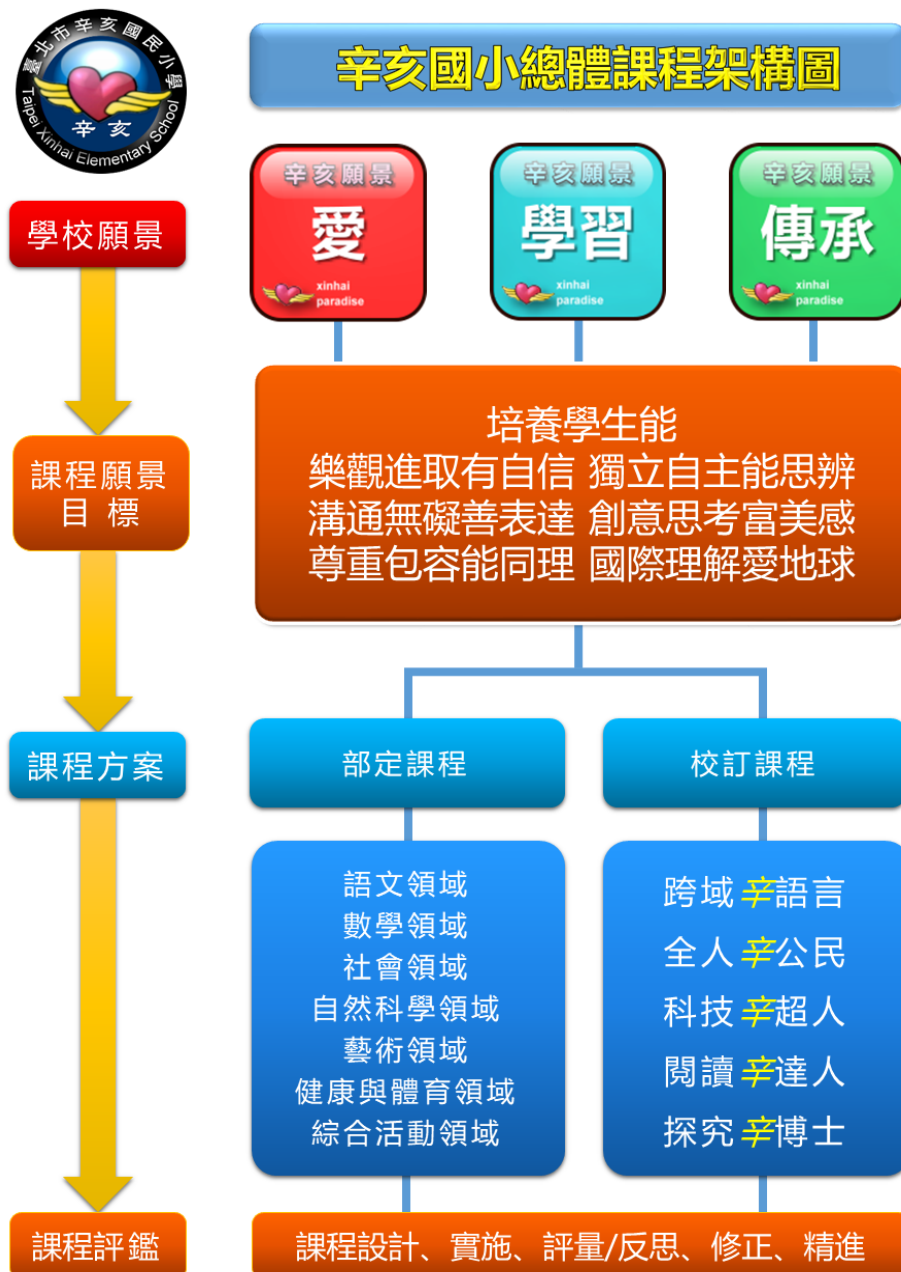 臺北市辛亥國民小學
辛亥
Taipei Xinhai Elementary School
辛亥國小總體課程架構圖
學校願景
辛亥願景
愛
xinhai
paradise
辛亥願景
學習
xinhai
paradise
辛亥願景
傳承
xinhai
paradise
課程願景
目 標
培養學生能
樂觀進取有自信 獨立自主能思辨
溝通無礙善表達 創意思考富美感
尊重包容能同理 國際理解愛地球
課程方案
部定課程
校訂課程
語文領域
數學領域
社會領域
自然科學領域
藝術領域
健康與體育領域
綜合活動領域
跨域辛語言
全人辛公民
科技辛超人
閱讀辛達人
探究辛博士
課程評鑑
課程設計、實施、評量/反思、修正、精進